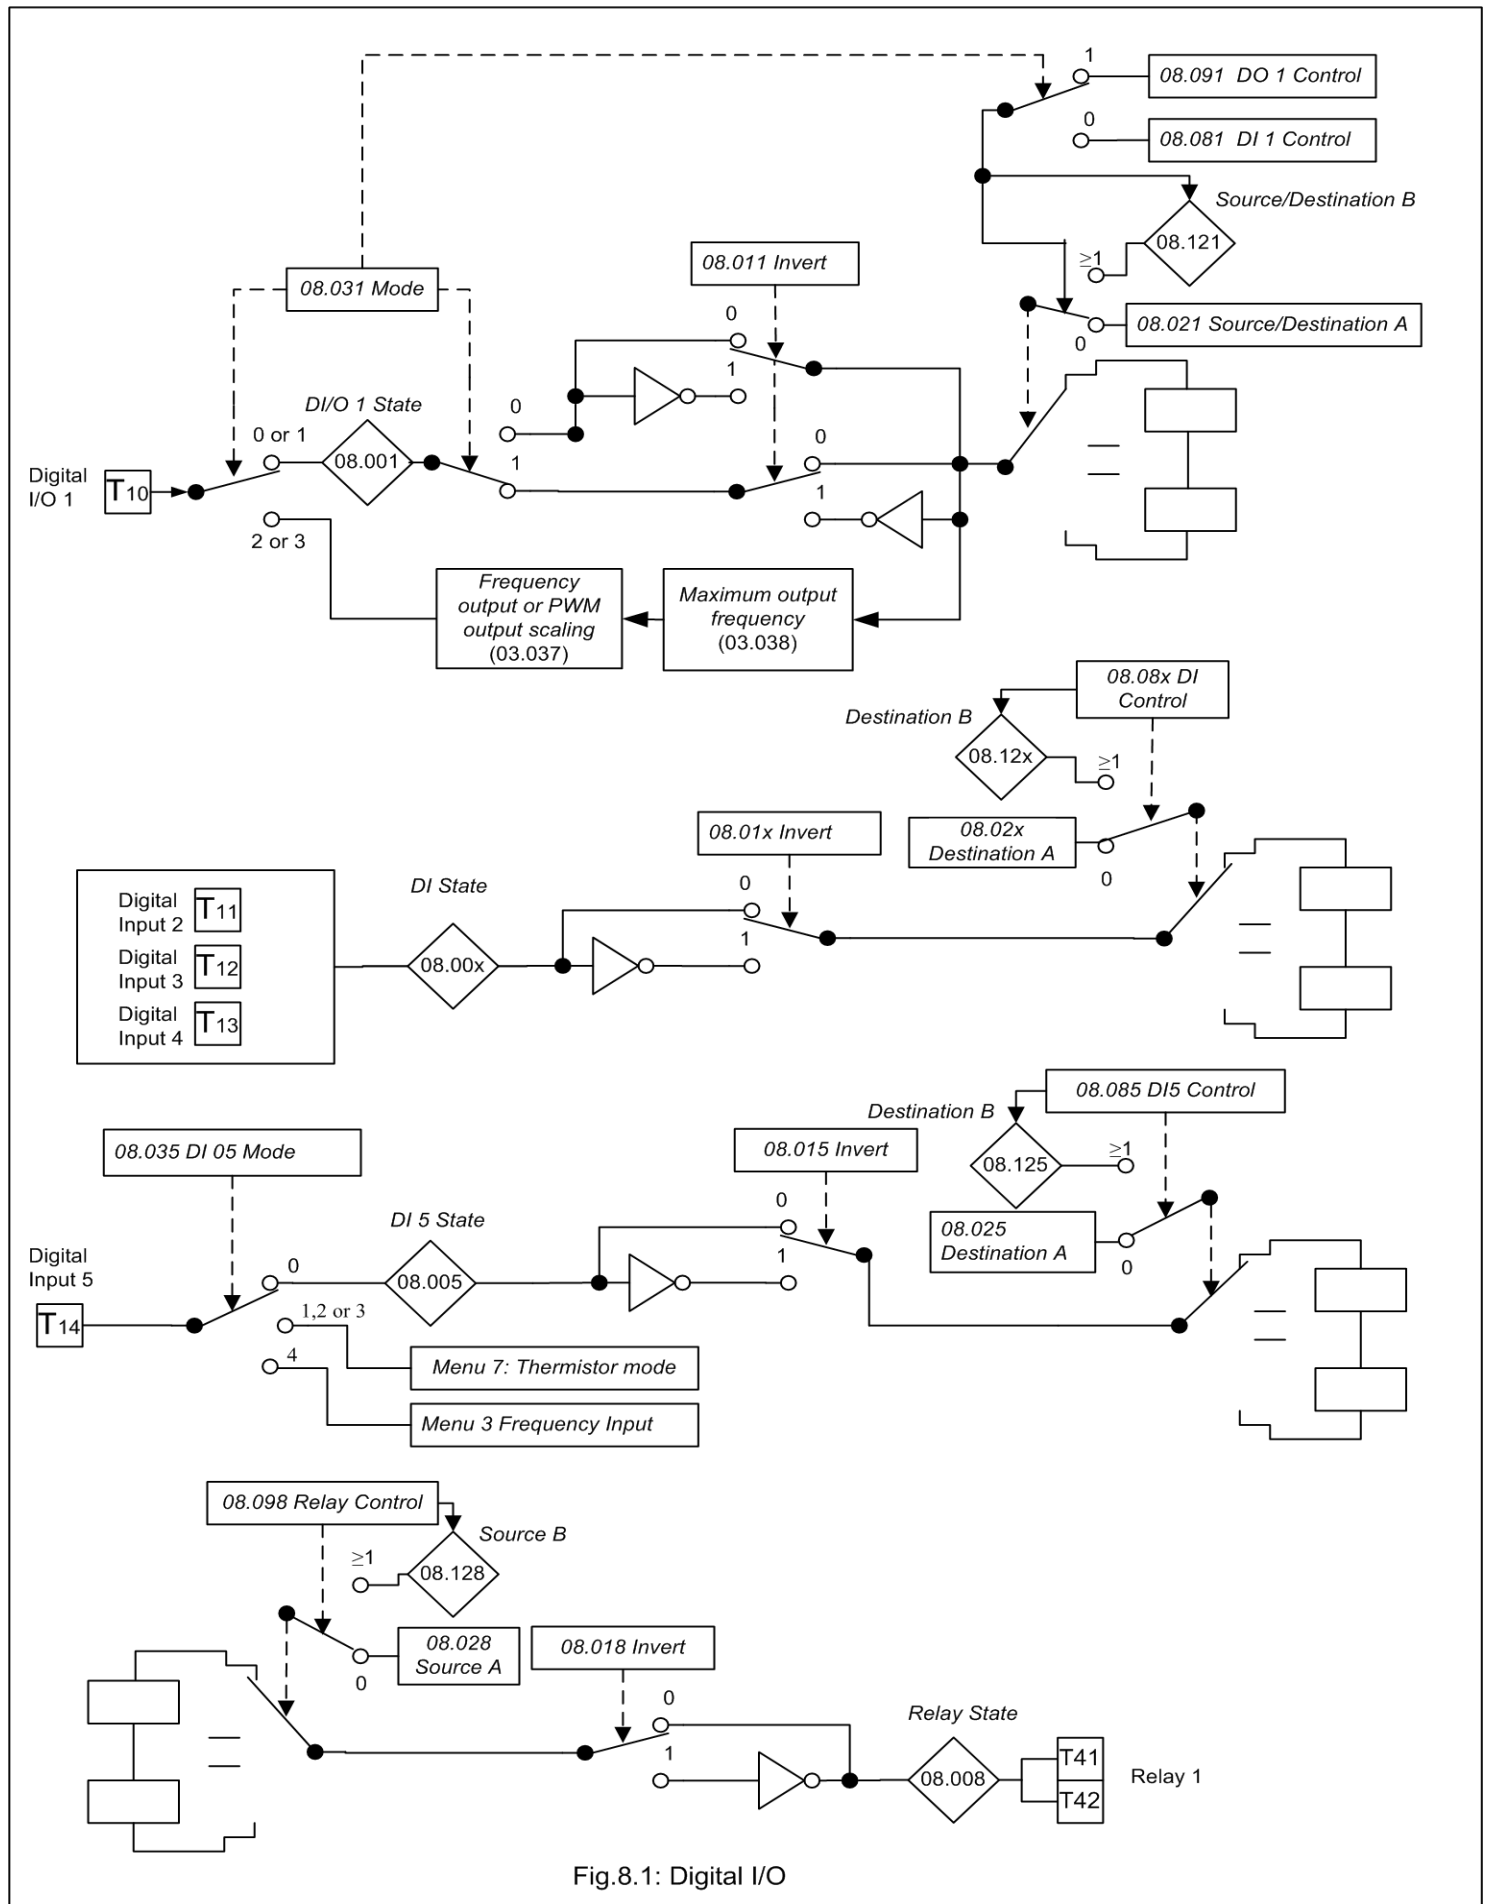 1
08.091 DO 1 Control
0
08.081 DI 1 Control
Source/Destination B
08.121
≥1
08.011 Invert
08.031 Mode
0
08.021 Source/Destination A
0
1
DI/O 1 State
0
0 or 1
08.001
1
0
Digital
I/O 1
T10
1
2 or 3
Frequency
output or PWM
output scaling
(03.037)
Maximum output
frequency
(03.038)
08.08x DI
Control
Destination B
08.12x
≥1
08.01x Invert
08.02x
Destination A
0
DI State
0
Digital
Input 2
T11
1
Digital
Input 3
T12
08.00x
Digital
Input 4
T13
08.085 DI5 Control
Destination B
08.035 DI 05 Mode
08.015 Invert
08.125
≥1
0
DI 5 State
08.025
Destination A
Digital
Input 5
0
08.005
1
0
T14
1,2 or 3
4
Menu 7: Thermistor mode
Menu 3 Frequency Input
08.098 Relay Control
Source B
≥1
08.128
08.028
Source A
08.018 Invert
0
0
Relay State
1
08.008
T41
T42
Relay 1
Fig.8.1: Digital I/O